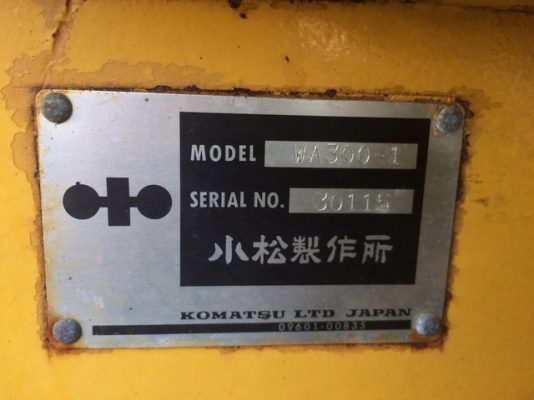 MODEL WA300-1
SERIAL NO. 30115
小松製作所
KOMATSU LTD JAPAN
09601-00835